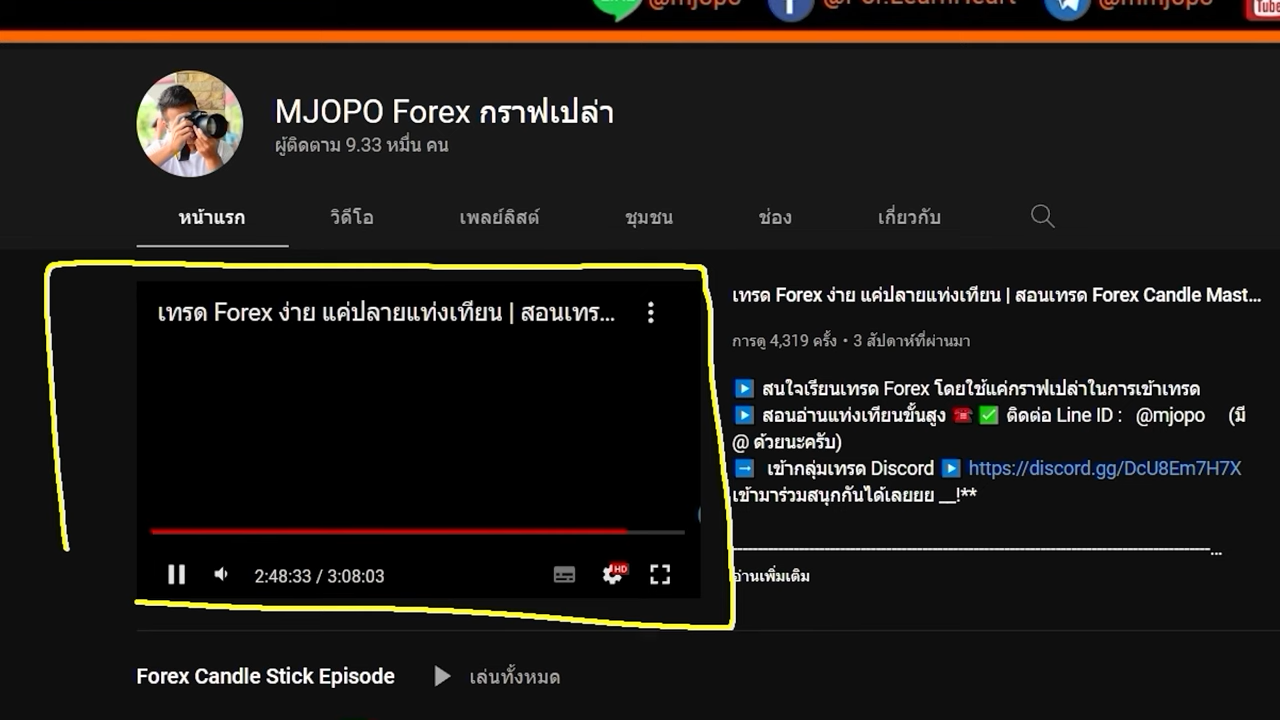 @mjopo
@mmjopo
MJOPO Forex กราฟเปล่า
ผู้ติดตาม 9.33 หมื่น คน
หน้าแรก วิดีโอ เพลย์ลิสต์ ชุมชน ช่อง เกี่ยวกับ
เทรด Forex ง่าย แค่ปลายแท่งเทียน | สอนเทร...
2:48:33 / 3:08:03
HD
เทรด Forex ง่าย แค่ปลายแท่งเทียน | สอนเทรด Forex Candle Mast...
การดู 4,319 ครั้ง • 3 สัปดาห์ที่ผ่านมา
สนใจเรียนเทรด Forex โดยใช้แค่กราฟเปล่าในการเข้าเทรด
สอนอ่านแท่งเทียนขั้นสูง ติดต่อ Line ID : @mjopo (มี
@ ด้วยนะครับ)
เข้ากลุ่มเทรด Discord https://discord.gg/DcU8Em7H7X
เข้ามาร่วมสนุกกันได้เลยยย __!**
อ่านเพิ่มเติม
Forex Candle Stick Episode เล่นทั้งหมด